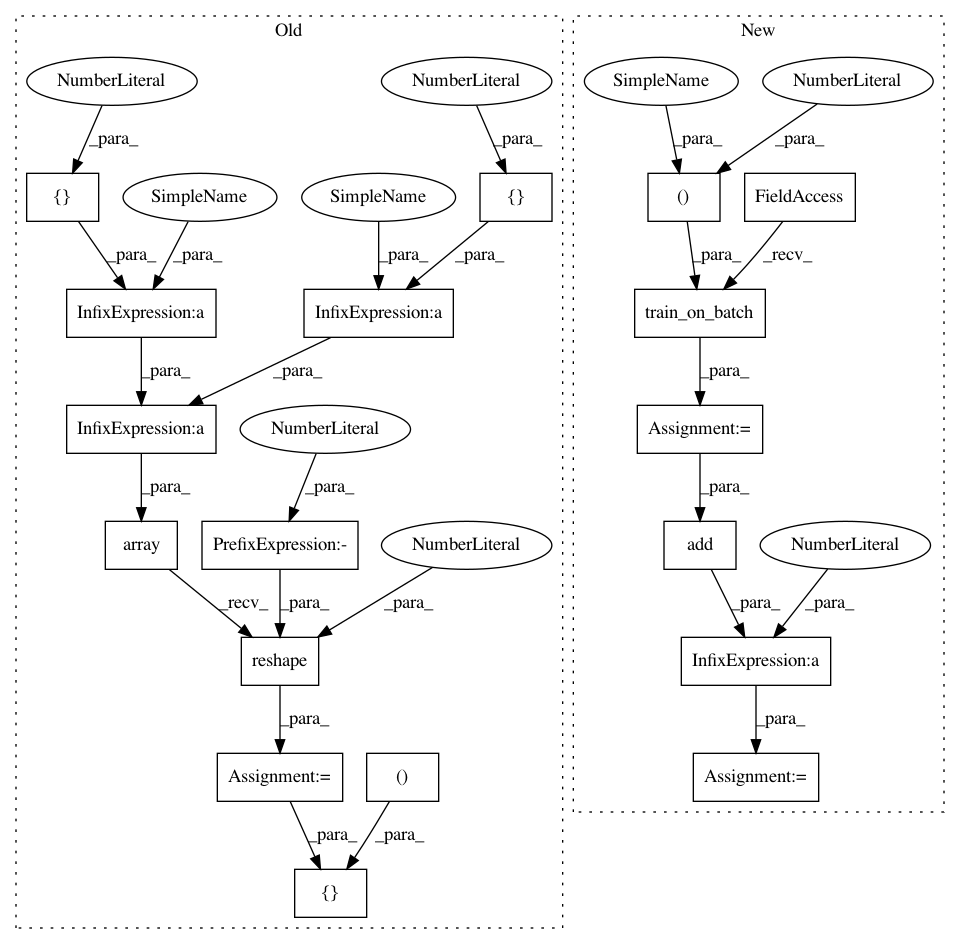 Old
New
NumberLiteral
NumberLiteral
SimpleName
NumberLiteral
_para_
_para_
_para_
_para_
{}
SimpleName
SimpleName
{}
()
FieldAccess
_para_
_para_
_para_
_para_
_para_
_recv_
InfixExpression:a
InfixExpression:a
train_on_batch
_para_
_para_
_para_
InfixExpression:a
NumberLiteral
Assignment:=
_para_
_para_
_para_
array
PrefixExpression:-
NumberLiteral
add
NumberLiteral
_recv_
_para_
_para_
_para_
_para_
reshape
InfixExpression:a
_para_
_para_
Assignment:=
()
Assignment:=
_para_
_para_
{}